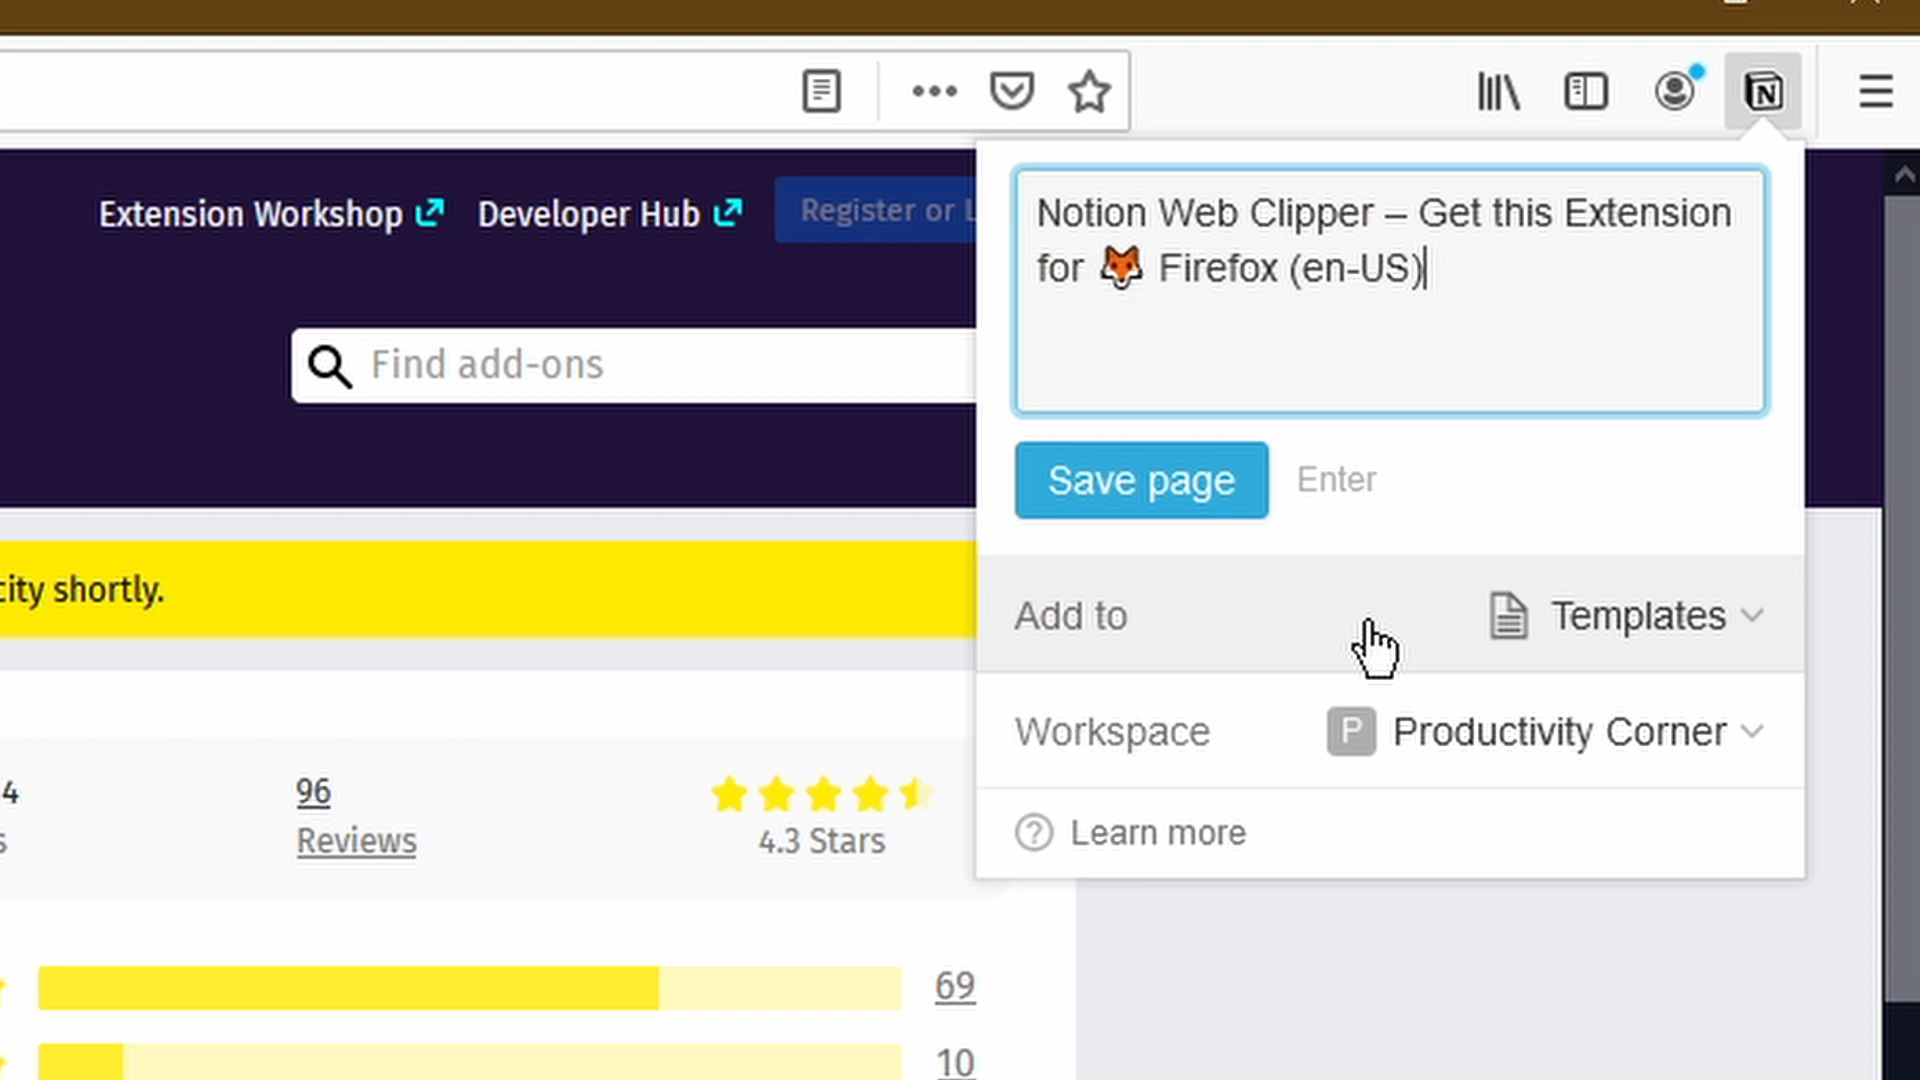 Extension Workshop
Developer Hub
Register or L
Find add-ons
city shortly.
4
s
96
Reviews
4.3 Stars
69
10
N
Notion Web Clipper – Get this Extension
for 🦊 Firefox (en-US)
Save page
Enter
Add to
Templates
Workspace
P
Productivity Corner
Learn more